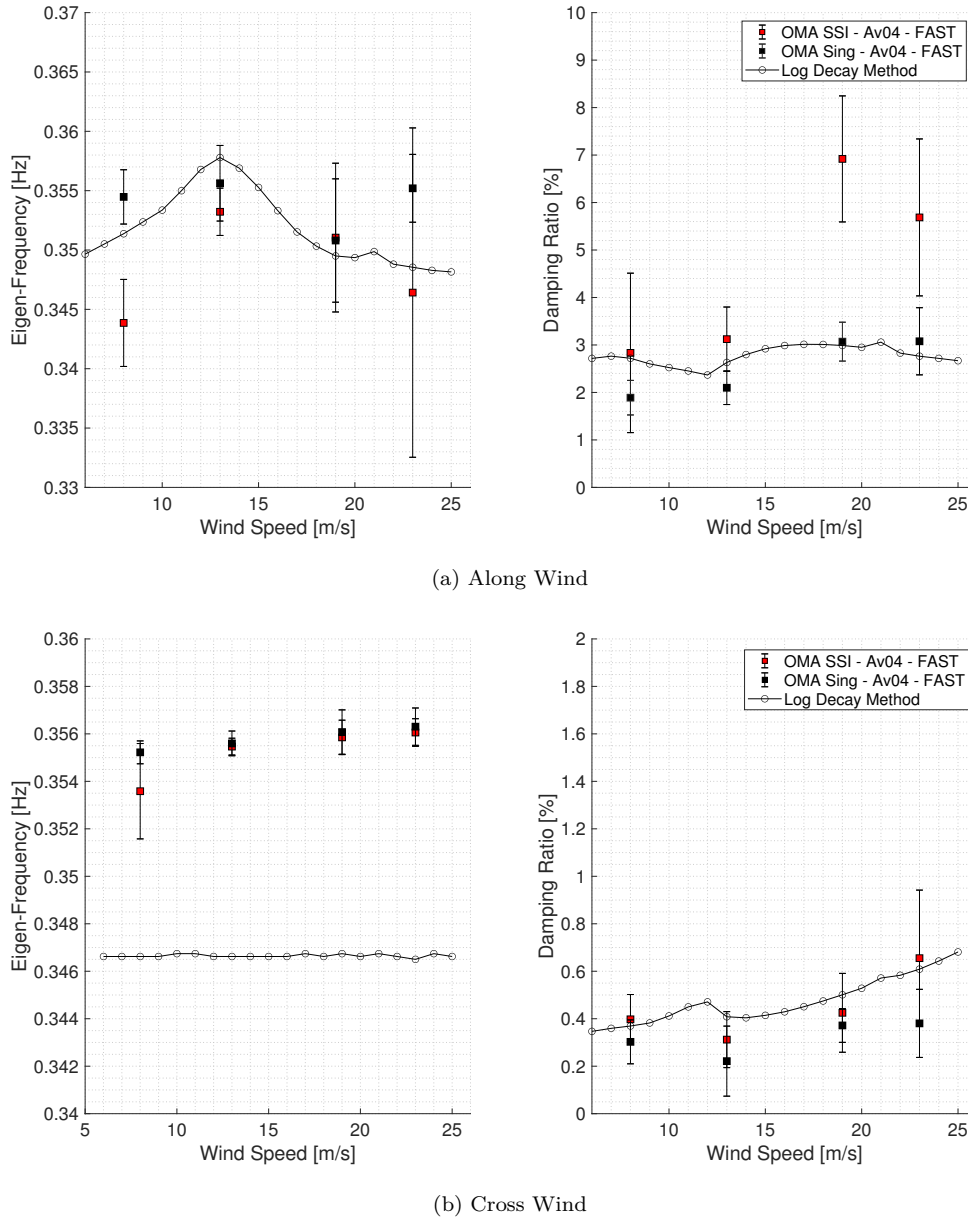 0.37
0.365
0.36
0.355
0.35
0.345
0.34
0.335
0.33
Eigen-Frequency [Hz]
10 15 20 25
Wind Speed [m/s]
10
9
8
7
6
5
4
3
2
1
0
Damping Ratio [%]
OMA SSI - Av04 - FAST
OMA Sing - Av04 - FAST
Log Decay Method
10 15 20 25
Wind Speed [m/s]
(a) Along Wind
0.36
0.358
0.356
0.354
0.352
0.35
0.348
0.346
0.344
0.342
0.34
Eigen-Frequency [Hz]
5 10 15 20 25
Wind Speed [m/s]
2
1.8
1.6
1.4
1.2
1
0.8
0.6
0.4
0.2
0
Damping Ratio [%]
OMA SSI - Av04 - FAST
OMA Sing - Av04 - FAST
Log Decay Method
10 15 20 25
Wind Speed [m/s]
(b) Cross Wind